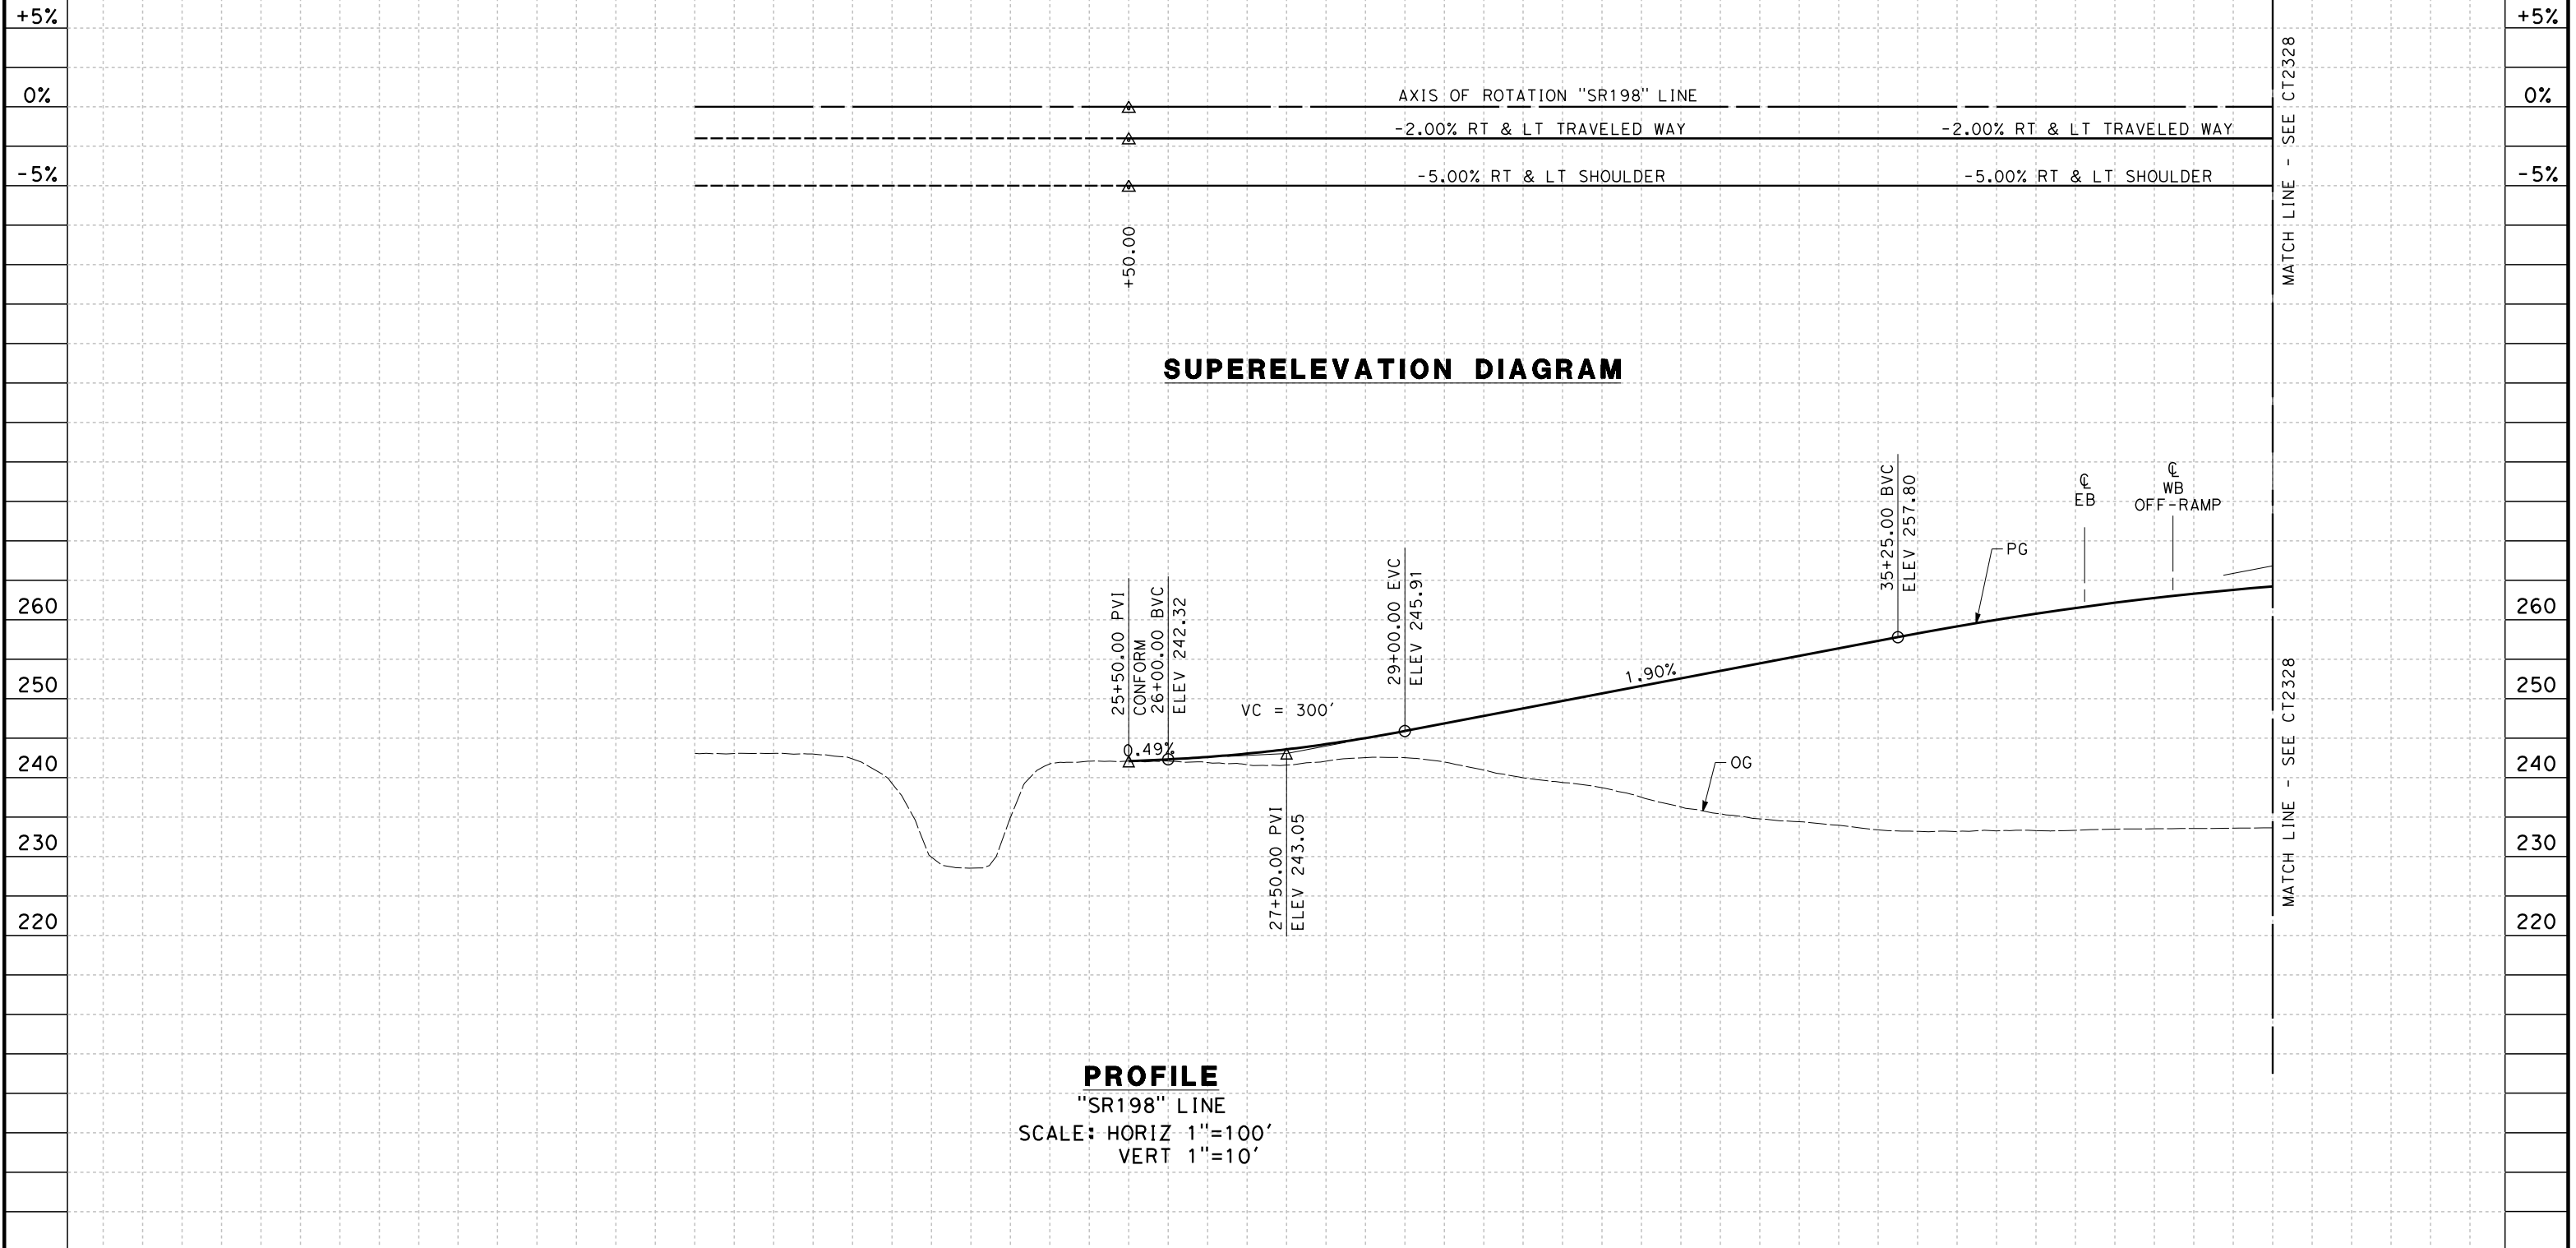 +5%
+5%
0%
0%
-5%
-5%
AXIS OF ROTATION "SR198" LINE
-2.00% RT & LT TRAVELED WAY
-2.00% RT & LT TRAVELED WAY
-5.00% RT & LT SHOULDER
-5.00% RT & LT SHOULDER
+50.00
MATCH LINE - SEE CT2328
SUPERELEVATION DIAGRAM
260
250
240
230
220
25+50.00 PVI
CONFORM
26+00.00 BVC
ELEV 242.32
0.49%
VC = 300'
27+50.00 PVI
ELEV 243.05
29+00.00 EVC
ELEV 245.91
1.90%
OG
35+25.00 BVC
ELEV 257.80
PG
℄
EB
℄
WB
OFF-RAMP
MATCH LINE - SEE CT2328
260
250
240
230
220
PROFILE
"SR198" LINE
SCALE: HORIZ 1"=100'
VERT 1"=10'